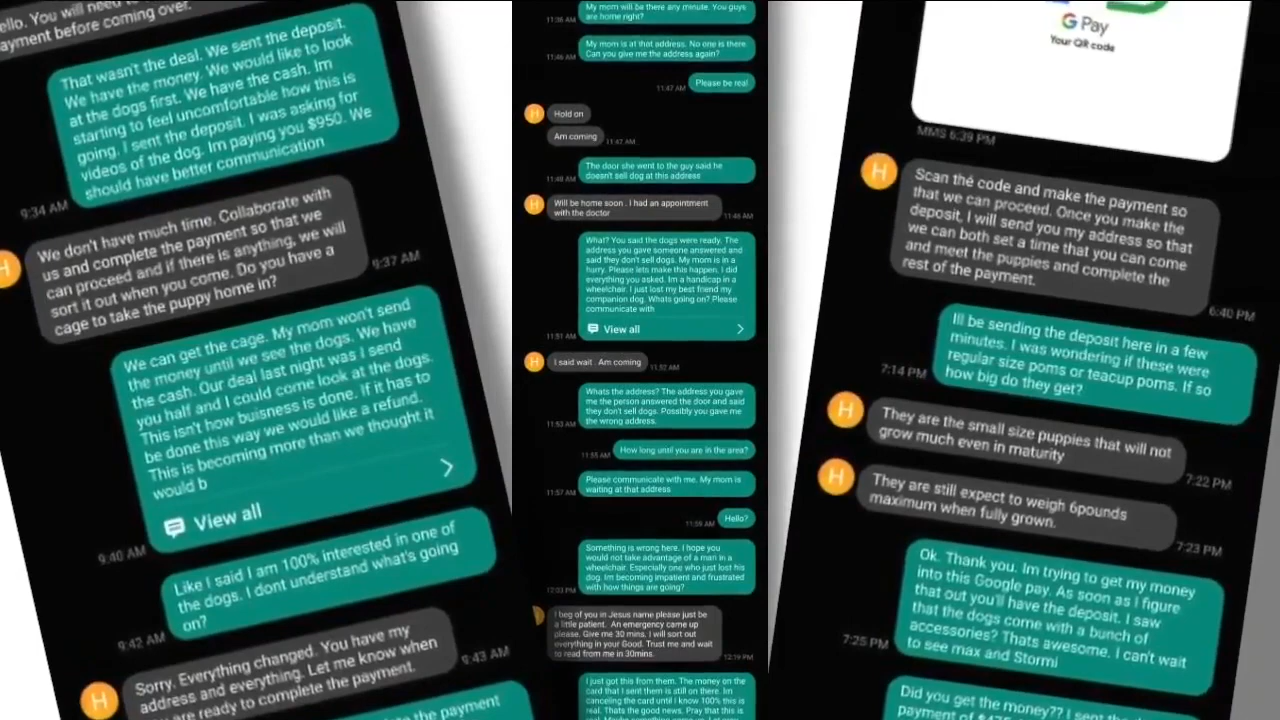 ello. You will need to
ayment before coming over.
That wasn't the deal. We sent the deposit.
We have the money. We would like to look
at the dogs first. We have the cash. Im
starting to feel uncomfortable how this is
going. I sent the deposit. I was asking for
videos of the dog. Im paying you $950. We
should have better communication
9:34 AM
H
We don't have much time. Collaborate with
us and complete the payment so that we
can proceed and if there is anything, we will
sort it out when you come. Do you have a
cage to take the puppy home in?
9:37 AM
We can get the cage. My mom won't send
the money until we see the dogs. We have
the cash. Our deal last night was I send
you half and I could come look at the dogs.
This isn't how buisness is done. If it has to
be done this way we would like a refund.
This is becoming more than we thought it
would b
View all
9:40 AM
Like I said I am 100% interested in one of
the dogs. I dont understand what's going
on?
9:42 AM
H
Sorry. Everything changed. You have my
address and everything. Let me know when
are ready to complete the payment.
9:43 AM
the payment
My mom will be there any minute. You guys
are home right?
11:36 AM
My mom is at that address. No one is there.
Can you give me the address again?
11:46 AM
Please be real
11:47 AM
H
Hold on
Am coming
11:47 AM
The daor she went to the guy said he
doesn't sell dog at this address
11:48 AM
H
Will be home soon . I had an appointment
with the doctor
11:48 AM
What? You said the dogs were ready. The
address you gave someone answered and
said they don't sell dogs. My mom is in a
hurry. Please lets make this happen. I did
everything you asked. Im a handicap in a
wheelchair. I just lost my best friend my
companion dog. Whats going on? Please
communicate with
View all
11:51 AM
H
I said wait . Am coming
11:52 AM
Whats the address? The address you gave
me the person answered the door and said
they don't sell dogs. Possibly you gave me
the wrong address.
11:53 AM
How long until you are in the area?
11:55 AM
Please communicate with me. My mom is
waiting at that address
11:57 AM
Hello?
11:59 AM
Something is wrong here. I hope you
would not take advantage of a man in a
wheelchair. Especially one who just lost his
dog. Im becoming impatient and frustrated
with how things are going?
12:03 PM
I beg of you in Jesus name please just be
a little patient. An emergency came up
please. Give me 30 mins. I will sort out
everything in your Good. Trust me and wait
to read from me in 30mins.
12:19 PM
I just got this from them. The money on the
card that I sent them is still on there. Im
canceling the card until I know 100% this is
real. Thats the good news. Pray that this is
G Pay
Your QR code
MMS 6:39 PM
H
Scan the code and make the payment so
that we can proceed. Once you make the
deposit, I will send you my address so that
we can both set a time that you can come
and meet the puppies and complete the
rest of the payment.
6:40 PM
Ill be sending the deposit here in a few
minutes. I was wondering if these were
regular size poms or teacup poms. If so
how big do they get?
7:14 PM
H
They are the small size puppies that will not
grow much even in maturity
7:22 PM
H
They are still expect to weigh 6pounds
maximum when fully grown.
7:23 PM
Ok. Thank you. Im trying to get my money
into this Google pay. As soon as I figure
that out you'll have the deposit. I saw
that the dogs come with a bunch of
accessories? Thats awesome. I can't wait
to see max and Stormi
7:25 PM
Did you get the money?? I sent the
payment of